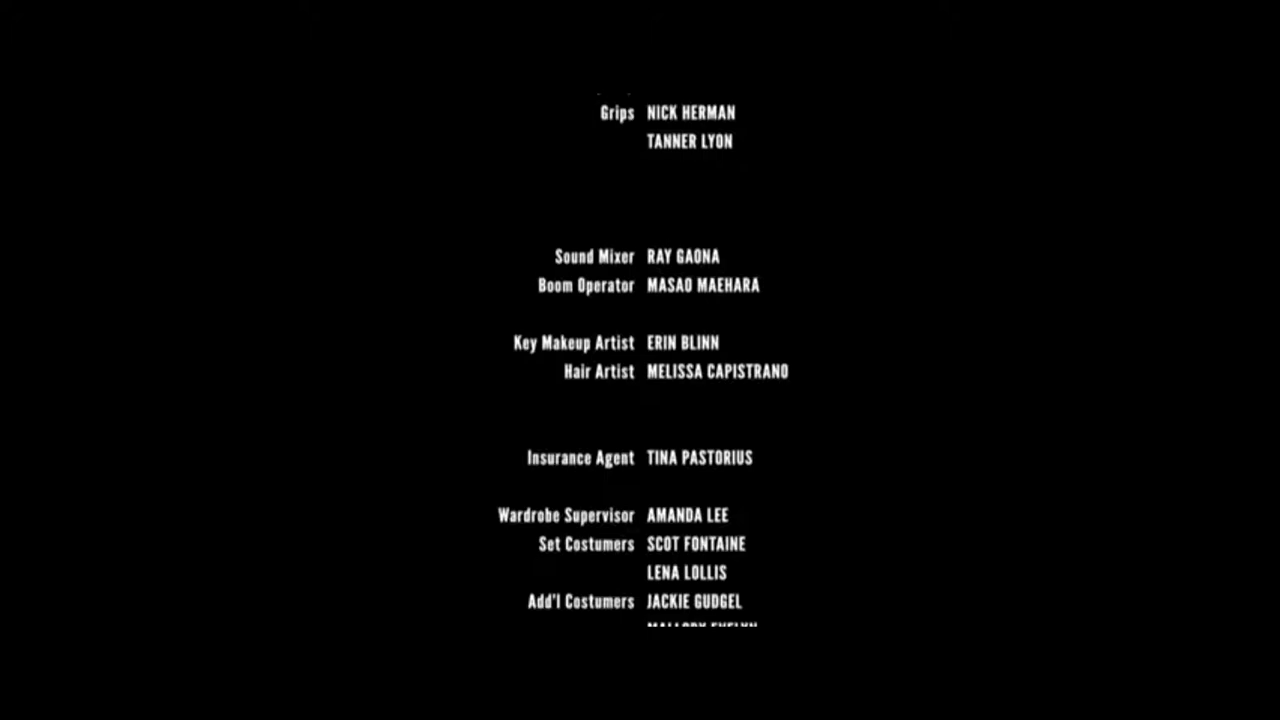 Grips NICK HERMAN
TANNER LYON
Sound Mixer RAY GAONA
Boom Operator MASAO MAEHARA
Key Makeup Artist ERIN BLINN
Hair Artist MELISSA CAPISTRANO
Insurance Agent TINA PASTORIUS
Wardrobe Supervisor AMANDA LEE
Set Costumers SCOT FONTAINE
LENA LOLLIS
Add'l Costumers JACKIE GUDGEL